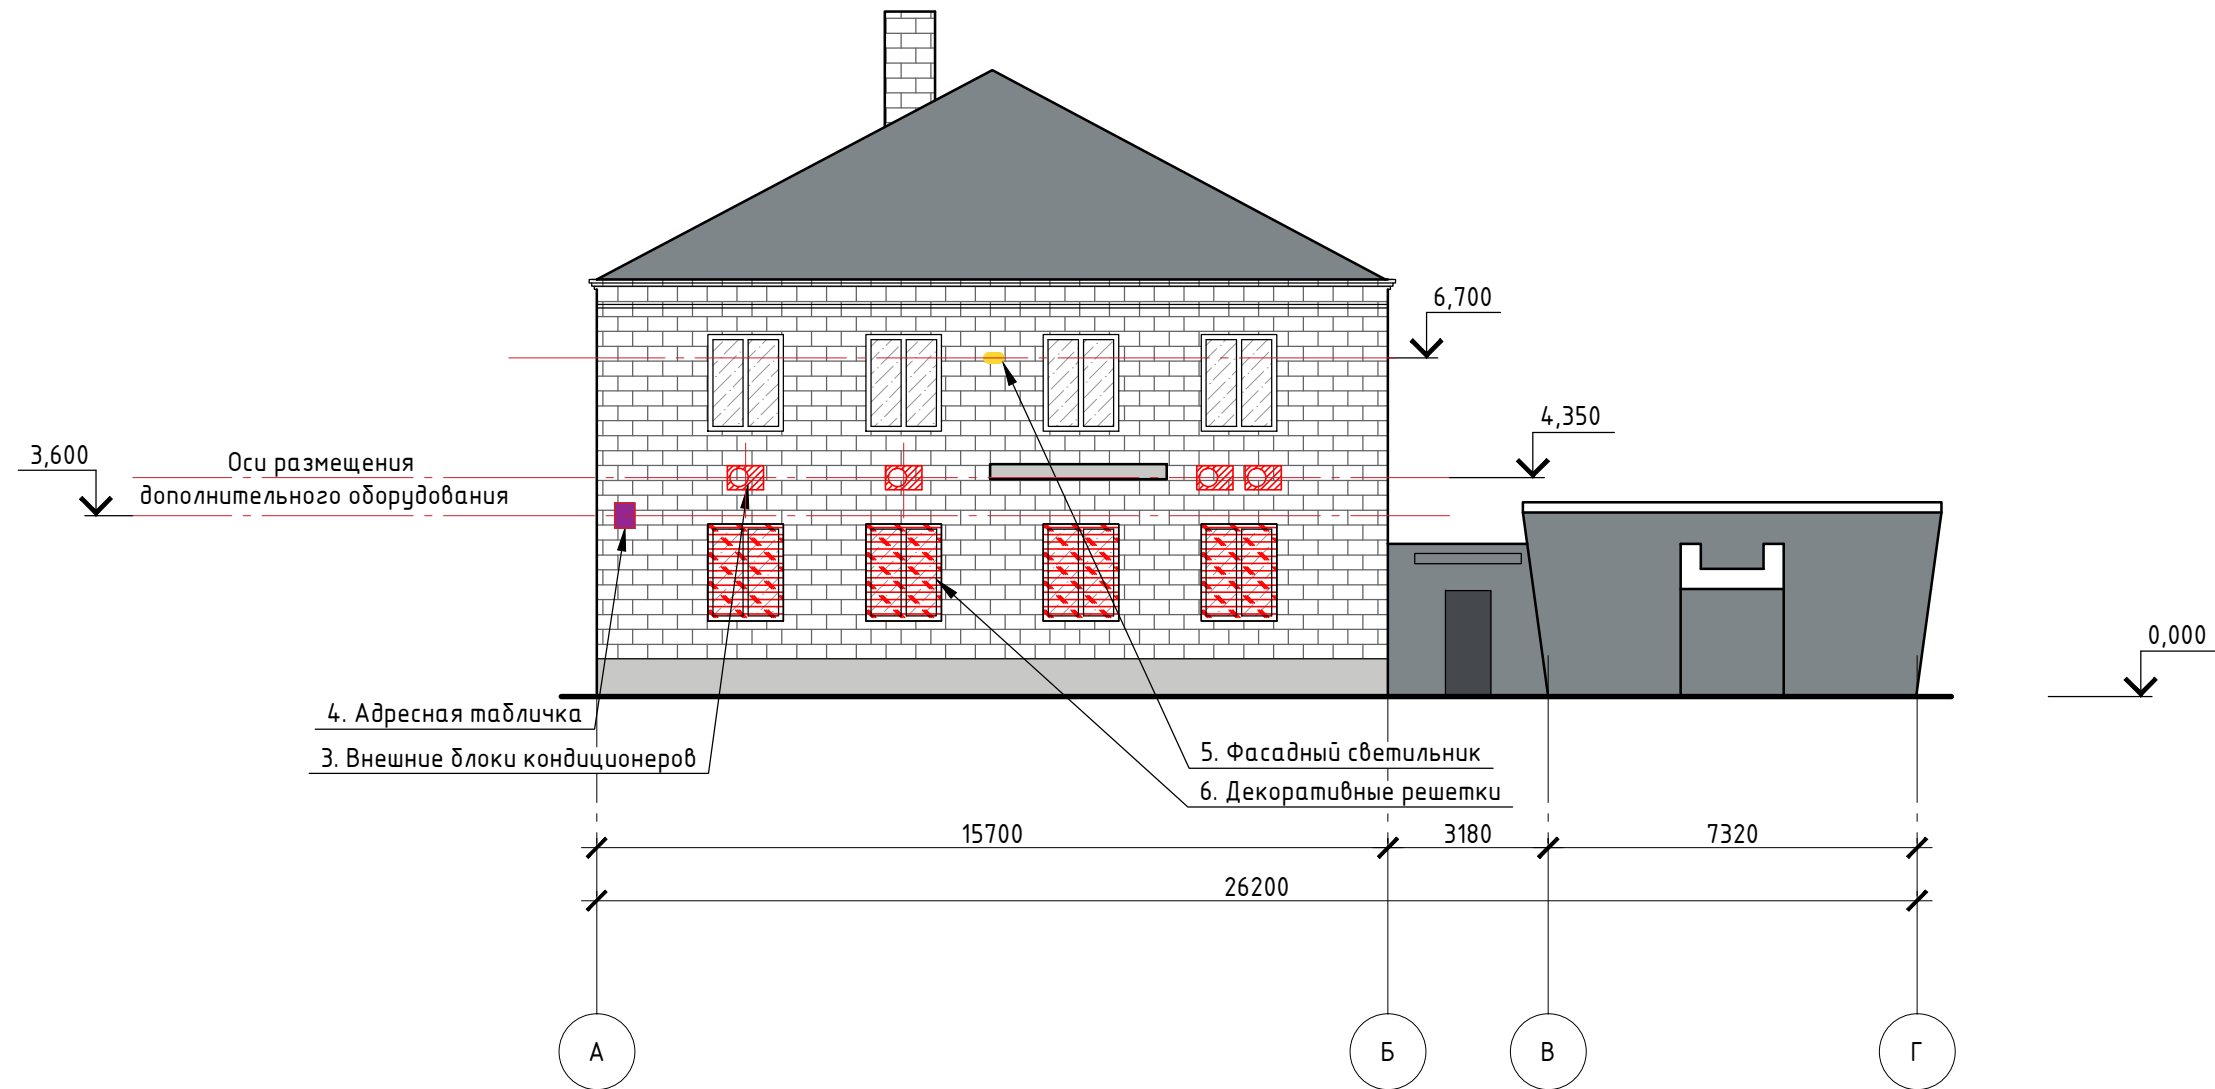 6,700
4,350
3,600
Оси размещения
дополнительного оборудования
0,000
4. Адресная табличка
3. Внешние блоки кондиционеров
5. Фасадный светильник
6. Декоративные решетки
15700
3180
7320
26200
А
Б
В
Г